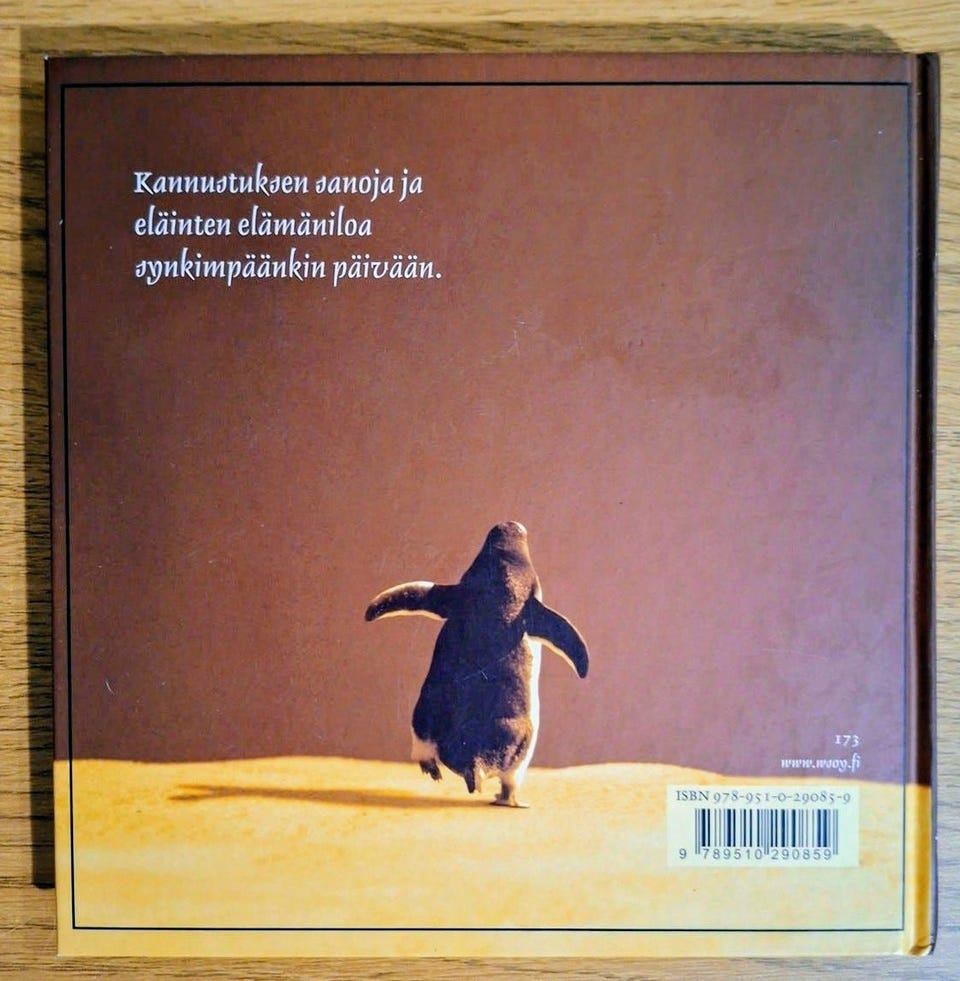 Kannustuksen sanoja ja
eläinten elämäniloa
synkimpäänkin päivään.
173
www.wsoy.fi
ISBN 978-951-0-29085-9
9 789510 290859